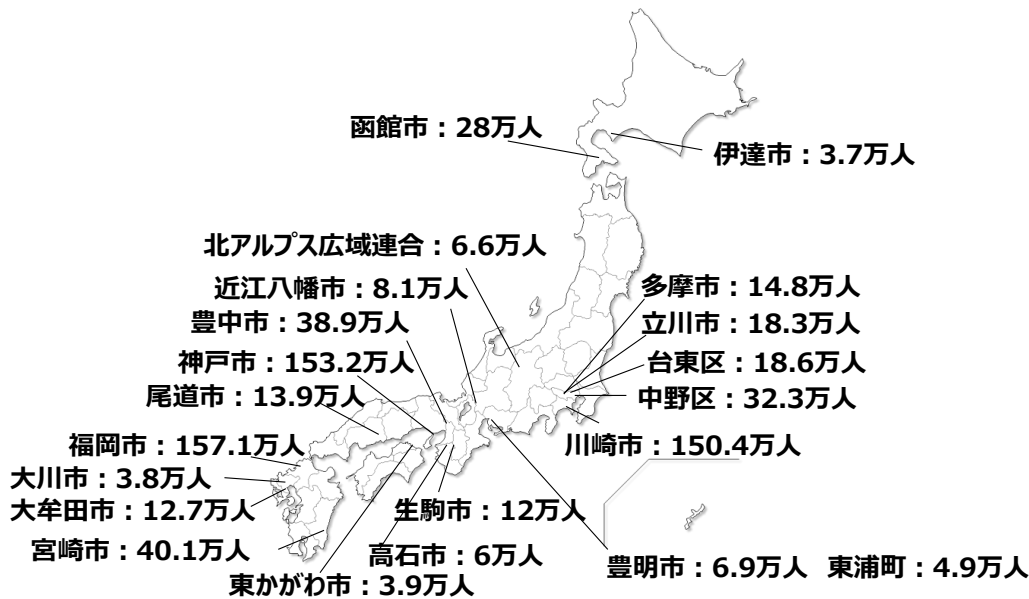 函館市：28万人
伊達市：3.7万人
北アルプス広域連合：6.6万人
近江八幡市：8.1万人
豊中市：38.9万人
神戸市：153.2万人
尾道市：13.9万人
福岡市：157.1万人
大川市：3.8万人
大牟田市：12.7万人
宮崎市：40.1万人
東かがわ市：3.9万人
高石市：6万人
生駒市：12万人
多摩市：14.8万人
立川市：18.3万人
台東区：18.6万人
中野区：32.3万人
川崎市：150.4万人
豊明市：6.9万人 東浦町：4.9万人